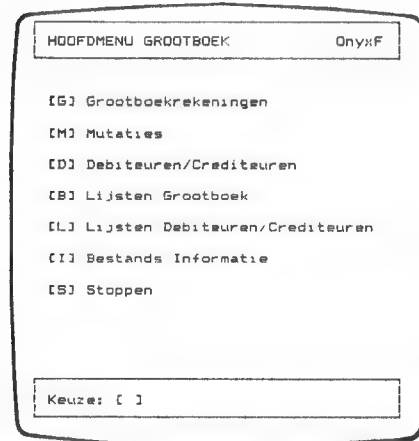 HOOFDMENU GROOTBOEK OnyxF
[G] Grootboekrekeningen
[M] Mutaties
[D] Debiteuren/Crediteuren
[B] Lijsten Grootboek
[L] Lijsten Debiteuren/Crediteuren
[I] Bestands Informatie
[S] Stoppen
Keuze: [ ]